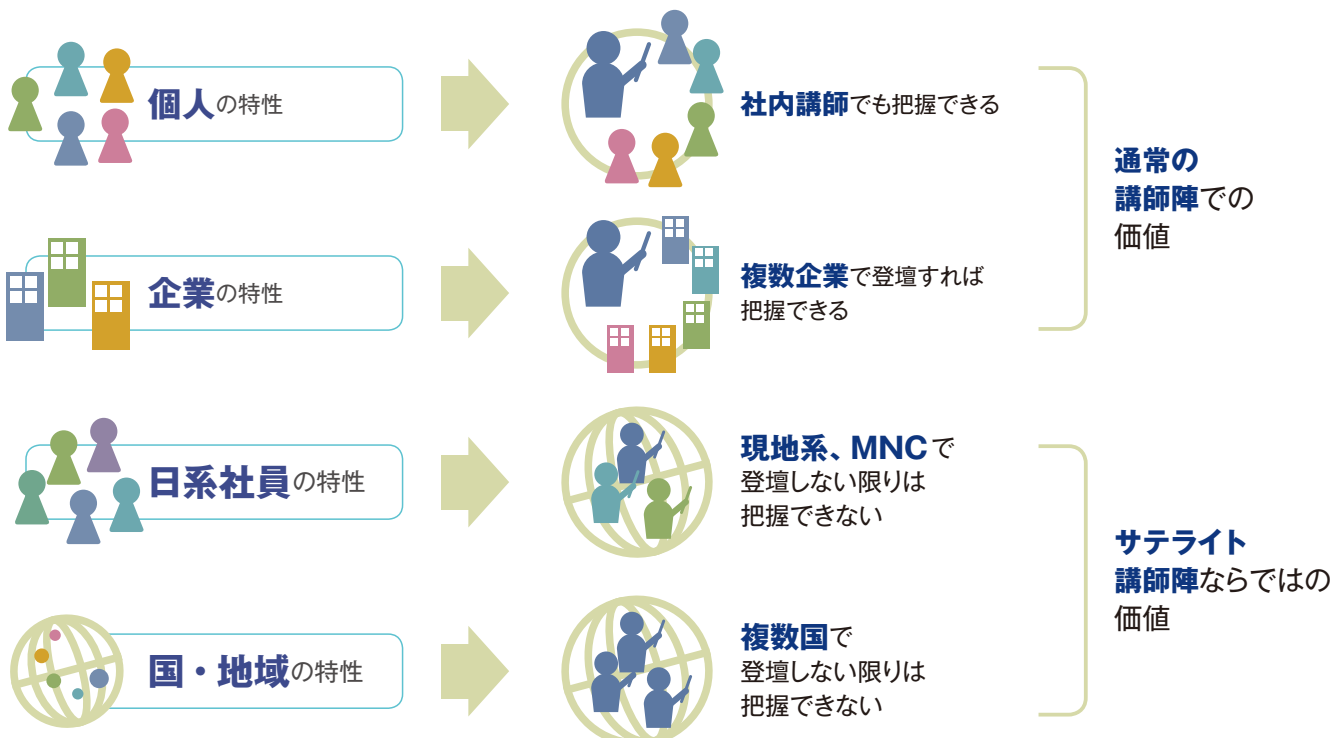 個人の特性
社内講師でも把握できる
通常の
講師陣での
価値
企業の特性
複数企業で登壇すれば
把握できる
日系社員の特性
現地系、MNCで
登壇しない限りは
把握できない
サテライト
講師陣ならではの
価値
国・地域の特性
複数国で
登壇しない限りは
把握できない